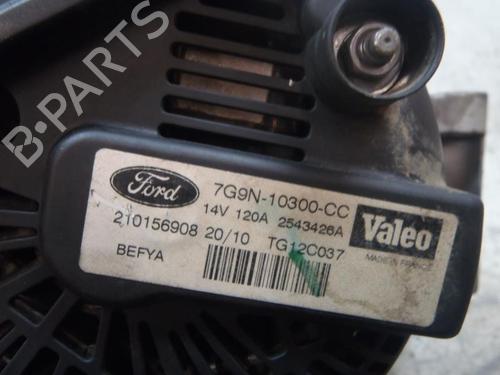 B-PARTS
Ford
7G9N-10300-CC
14V 120A 2543426A
210156908 20/10 TG12C037
BEFYA
Valeo
MADE IN FRANCE